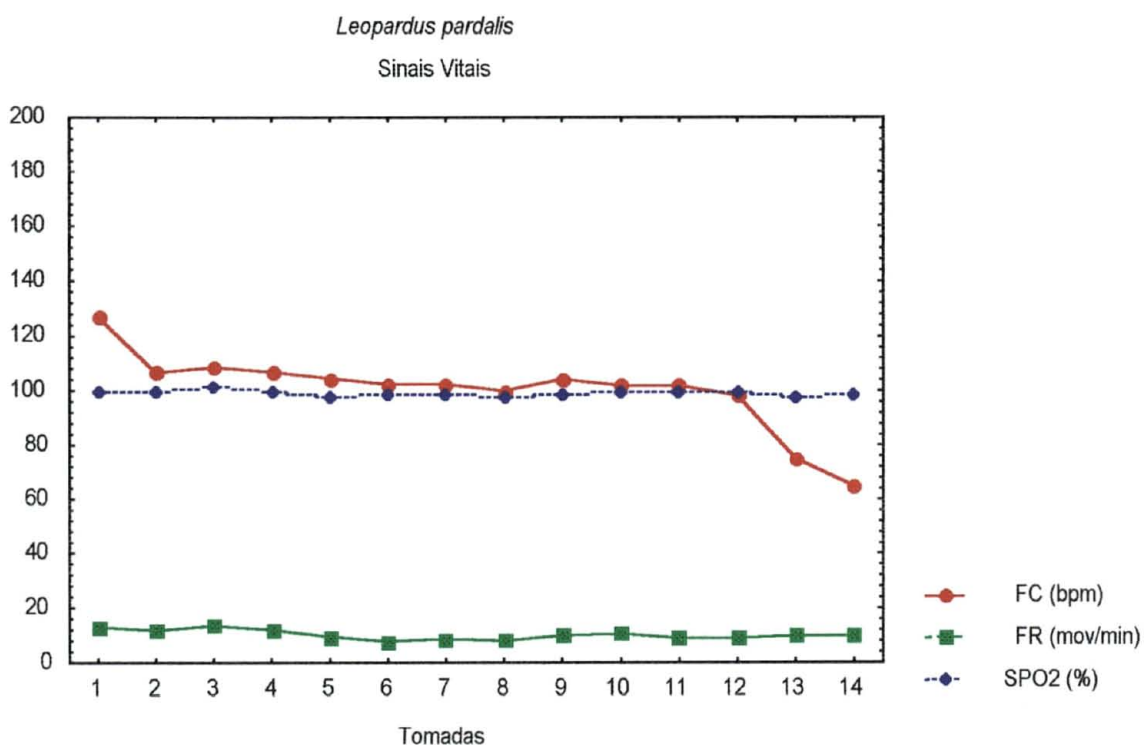 Leopardus pardalis
Sinais Vitais
200
180
160
140
120
100
80
60
40
20
0
1 2 3 4 5 6 7 8 9 10 11 12 13 14
Tomadas
FC (bpm)
FR (mov/min)
SPO2 (%)